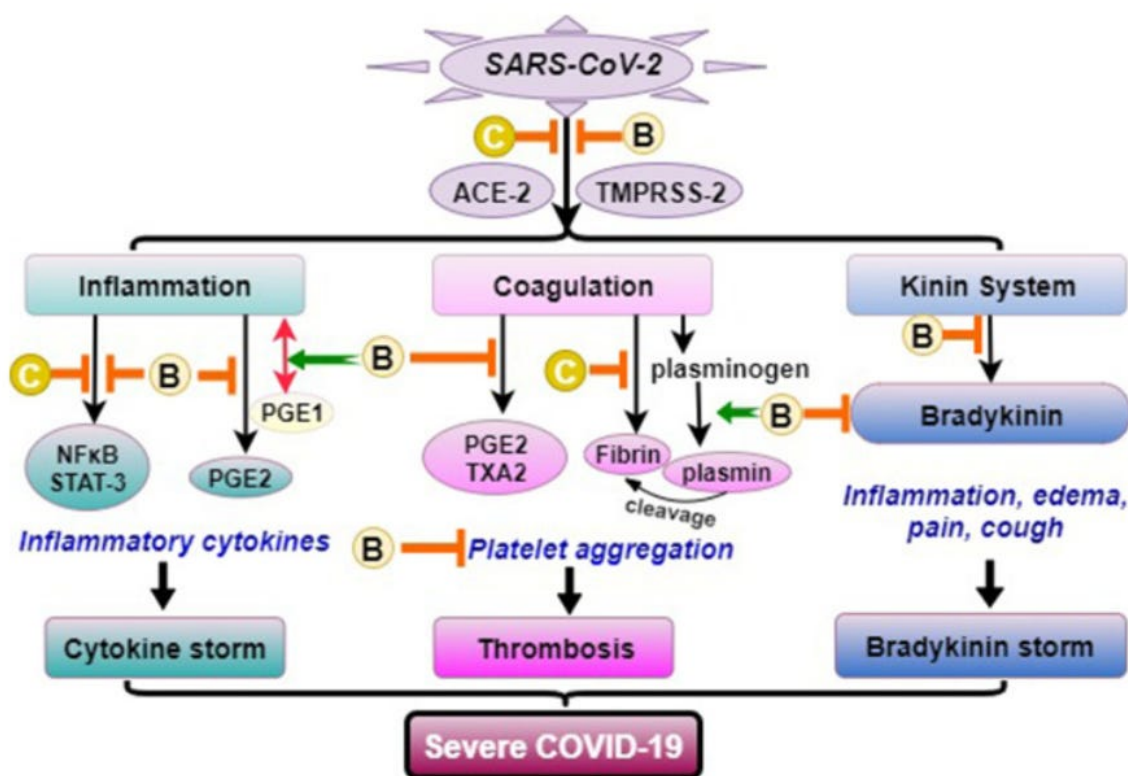 SARS-CoV-2
C
B
ACE-2
TMPRSS-2
Inflammation
Coagulation
Kinin System
B
C
B
B
C
plasminogen
PGE1
B
Bradykinin
NFκB
STAT-3
PGE2
PGE2
TXA2
Fibrin
plasmin
cleavage
Inflammation, edema,
pain, cough
Inflammatory cytokines
B
Platelet aggregation
Cytokine storm
Thrombosis
Bradykinin storm
Severe COVID-19